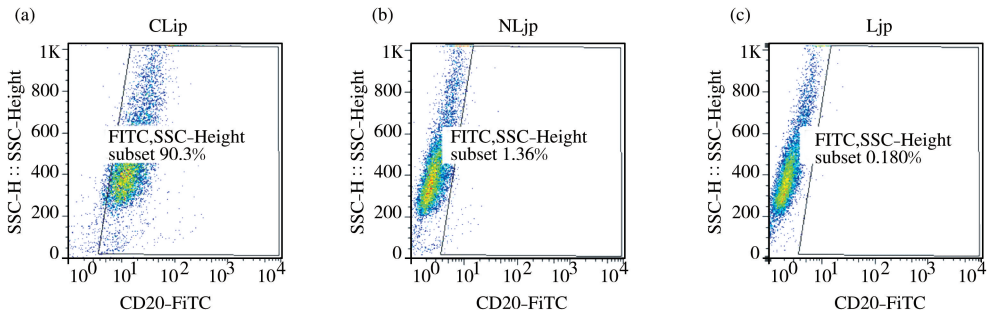 (a)
CLip
SSC-H :: SSC-Height
1K
800
600
400
200
0
FITC,SSC-Height
subset 90.3%
10^0 10^1 10^2 10^3 10^4
CD20-FiTC
(b)
NLjp
SSC-H :: SSC-Height
1K
800
600
400
200
0
FITC,SSC-Height
subset 1.36%
10^0 10^1 10^2 10^3 10^4
CD20-FiTC
(c)
Ljp
SSC-H :: SSC-Height
1K
800
600
400
200
0
FITC,SSC-Height
subset 0.180%
10^0 10^1 10^2 10^3 10^4
CD20-FiTC